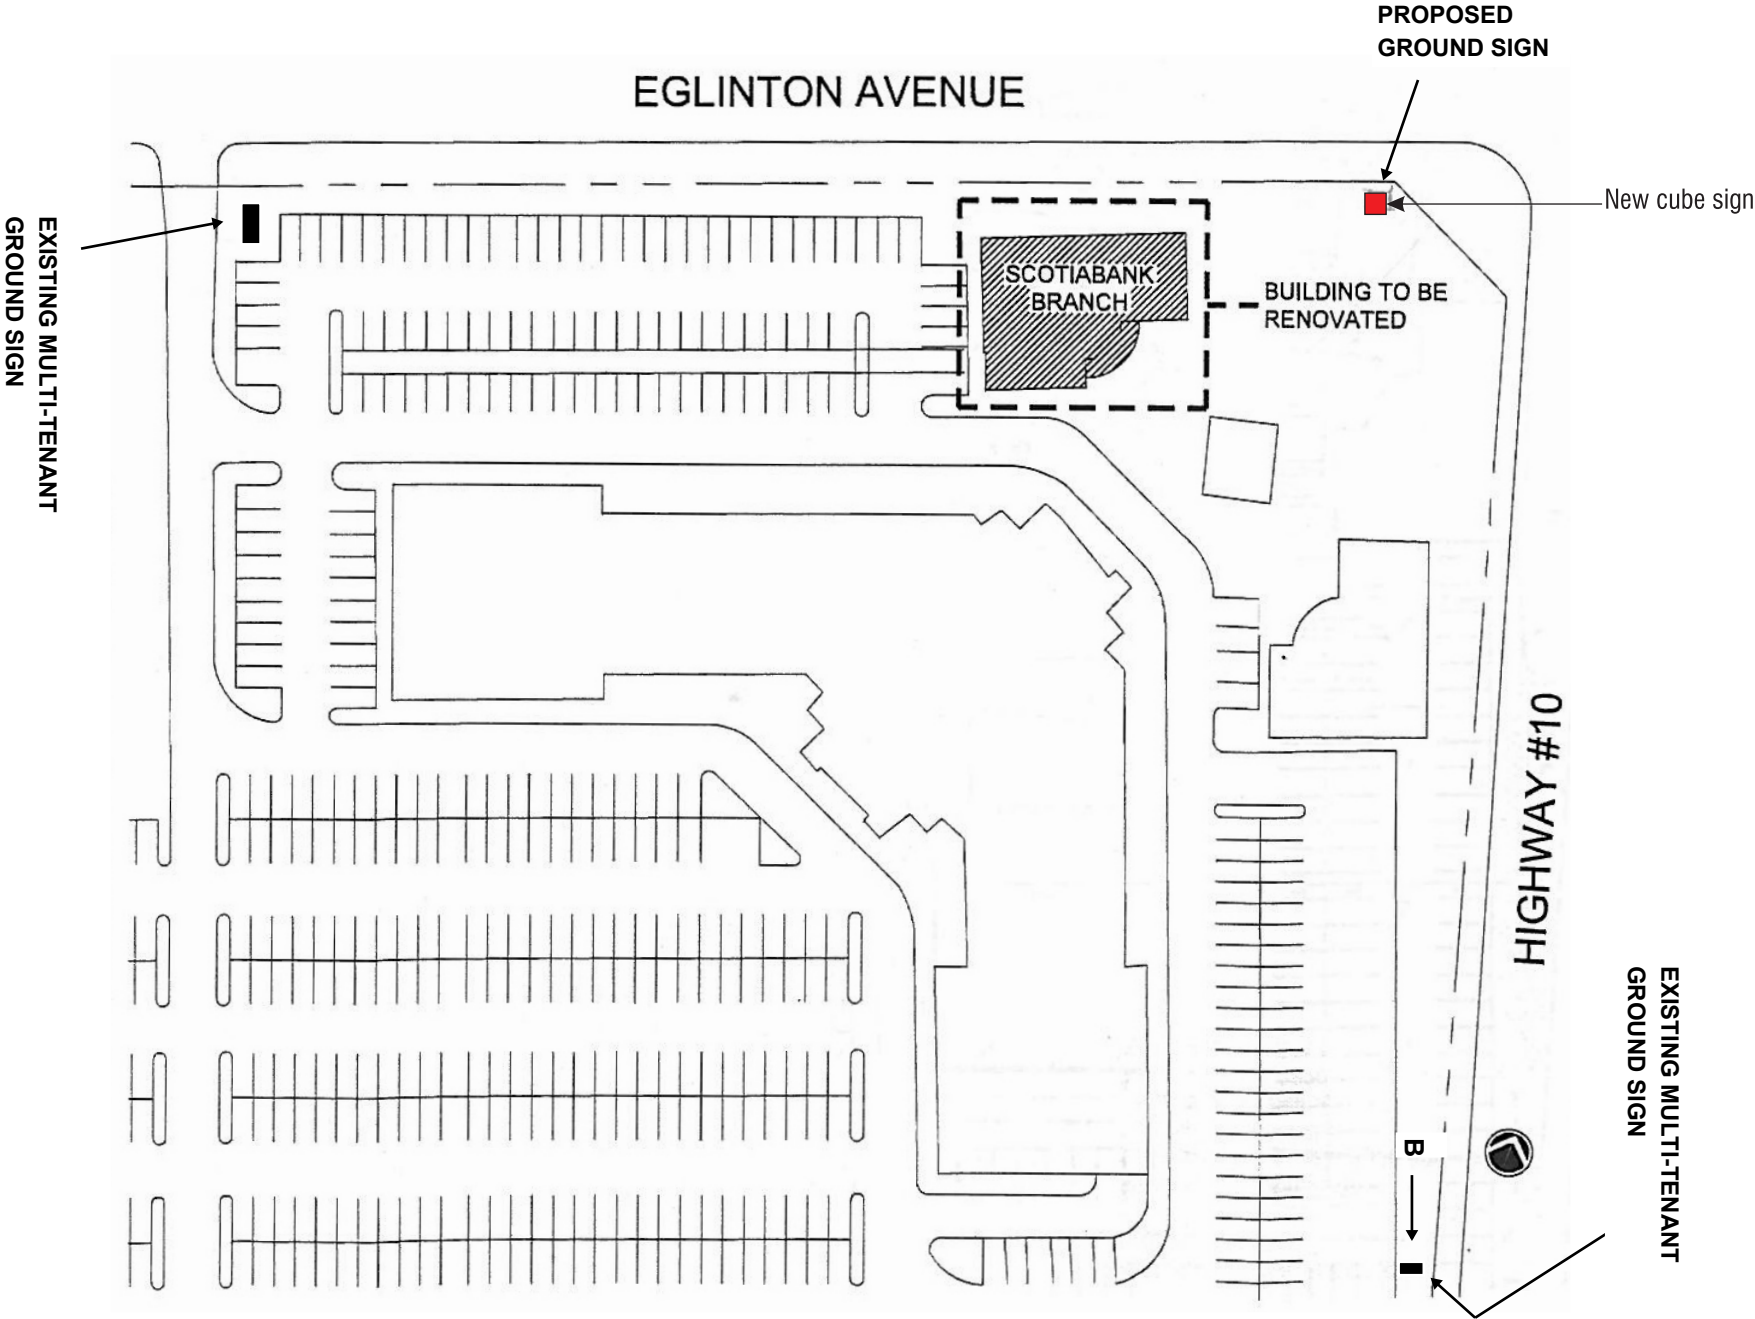 PROPOSED
GROUND SIGN
EGLINTON AVENUE
New cube sign
EXISTING MULTI-TENANT
GROUND SIGN
SCOTIABANK
BRANCH
BUILDING TO BE
RENOVATED
HIGHWAY #10
EXISTING MULTI-TENANT
GROUND SIGN
B